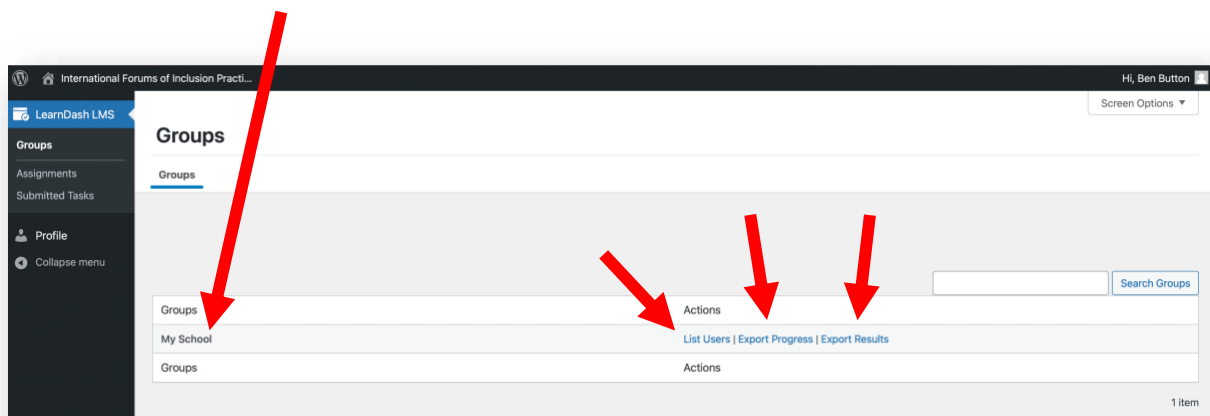 International Forums of Inclusion Practi...
Hi, Ben Button
LearnDash LMS
Groups
Assignments
Submitted Tasks
Profile
Collapse menu
Screen Options ▼
Groups
Groups
Search Groups
Groups Actions
My School List Users | Export Progress | Export Results
Groups Actions
1 item